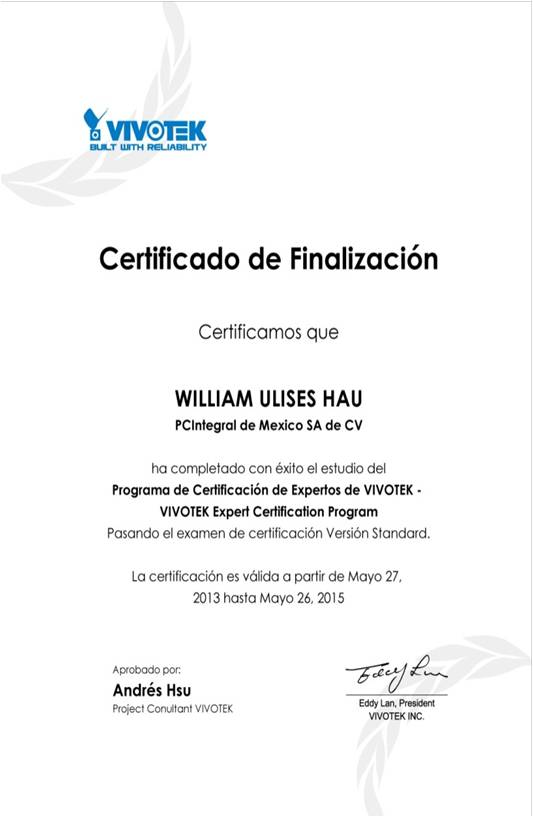 VIVOTEK
BUILT WITH RELIABILITY
Certificado de Finalización
Certificamos que
WILLIAM ULISES HAU
PCIntegral de Mexico SA de CV
ha completado con éxito el estudio del
Programa de Certificación de Expertos de VIVOTEK -
VIVOTEK Expert Certification Program
Pasando el examen de certificación Versión Standard.
La certificación es válida a partir de Mayo 27,
2013 hasta Mayo 26, 2015
Aprobado por:
Andrés Hsu
Project Conultant VIVOTEK
Eddy Lan
Eddy Lan, President
VIVOTEK INC.